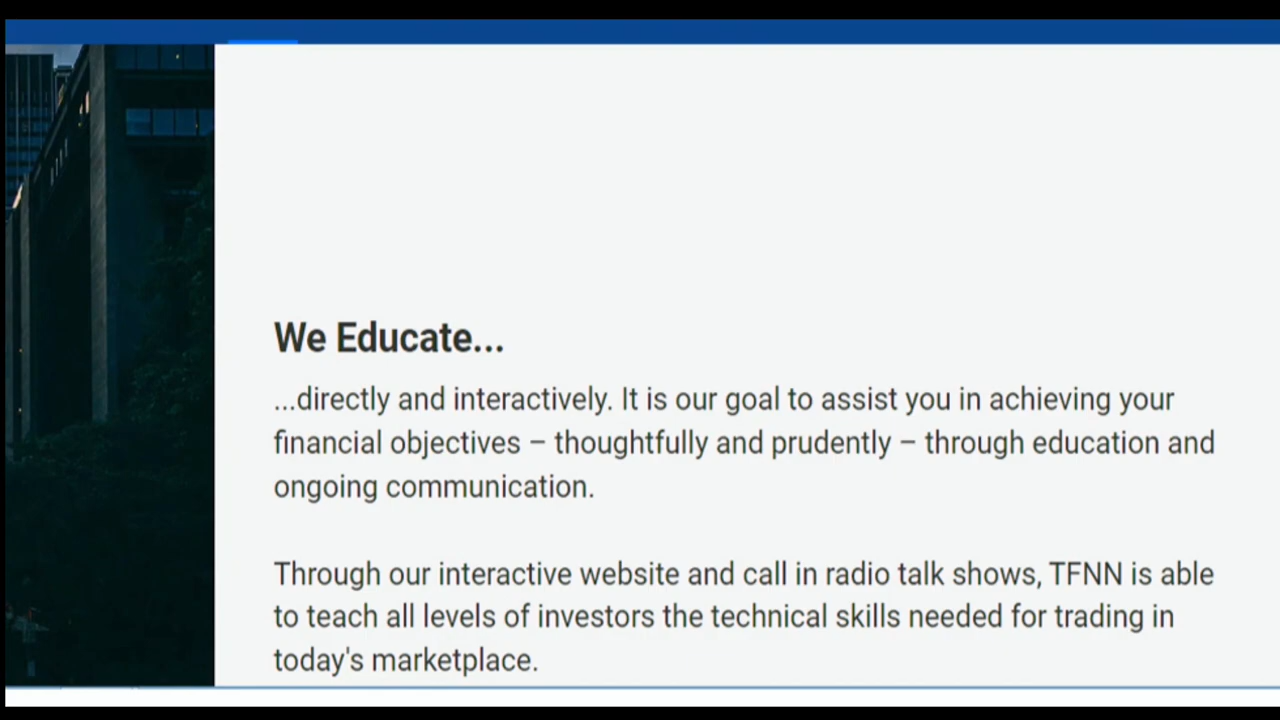 We Educate...
...directly and interactively. It is our goal to assist you in achieving your
financial objectives – thoughtfully and prudently – through education and
ongoing communication.
Through our interactive website and call in radio talk shows, TFNN is able
to teach all levels of investors the technical skills needed for trading in
today's marketplace.